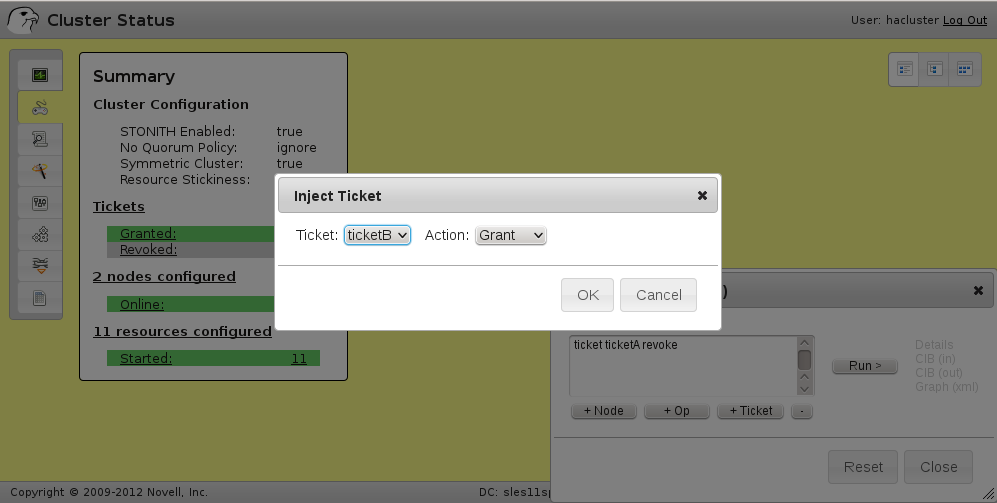 Cluster Status
User: hacluster Log Out
Summary
Cluster Configuration
STONITH Enabled: true
No Quorum Policy: ignore
Symmetric Cluster: true
Resource Stickiness:
Tickets
Granted:
Revoked:
2 nodes configured
Online:
11 resources configured
Started: 11
Inject Ticket
Ticket: ticketB Action: Grant
OK Cancel
)
ticket ticketA revoke
Run >
Details
CIB (in)
CIB (out)
Graph (xml)
+ Node + Op + Ticket -
Reset Close
Copyright © 2009-2012 Novell, Inc.
DC: sles11sp